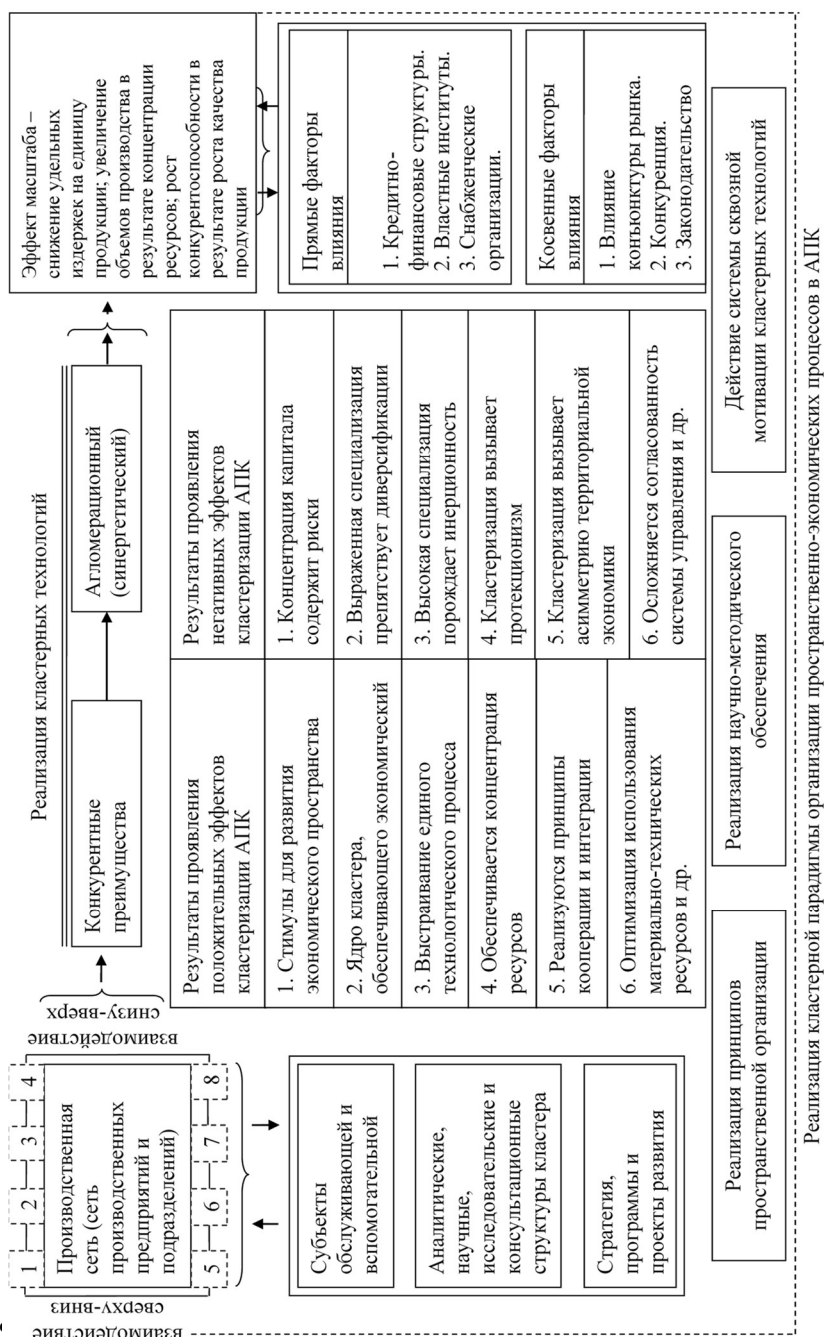 Реализация кластерных технологий
взаимодействие
сверху-вниз
1
2
3
4
Производственная
сеть (сеть
производственных
предприятий и
подразделений)
5
6
7
8
взаимодействие
снизу-вверх
Конкурентные
преимущества
Агломерационный
(синергетический)
Эффект масштаба –
снижение удельных
издержек на единицу
продукции; увеличение
объемов производства в
результате концентрации
ресурсов; рост
конкурентоспособности в
результате роста качества
продукции
Субъекты
обслуживающей и
вспомогательной
Аналитические,
научные,
исследовательские и
консультационные
структуры кластера
Стратегия,
программы и
проекты развития
Результаты проявления
положительных эффектов
кластеризации АПК
1. Стимулы для развития
экономического пространства
2. Ядро кластера,
обеспечивающего экономический
3. Выстраивание единого
технологического процесса
4. Обеспечивается концентрация
ресурсов
5. Реализуются принципы
кооперации и интеграции
6. Оптимизация использования
материально-технических
ресурсов и др.
Результаты проявления
негативных эффектов
кластеризации АПК
1. Концентрация капитала
содержит риски
2. Выраженная специализация
препятствует диверсификации
3. Высокая специализация
порождает инерционность
4. Кластеризация вызывает
протекционизм
5. Кластеризация вызывает
асимметрию территориальной
экономики
6. Осложняется согласованность
системы управления и др.
Прямые факторы
влияния
1. Кредитно-
финансовые структуры.
2. Властные институты.
3. Снабженческие
организации.
Косвенные факторы
влияния
1. Влияние
конъюнктуры рынка.
2. Конкуренция.
3. Законодательство
Реализация принципов
пространственной организации
Реализация научно-методического
обеспечения
Действие системы сквозной
мотивации кластерных технологий
Реализация кластерной парадигмы организации пространственно-экономических процессов в АПК